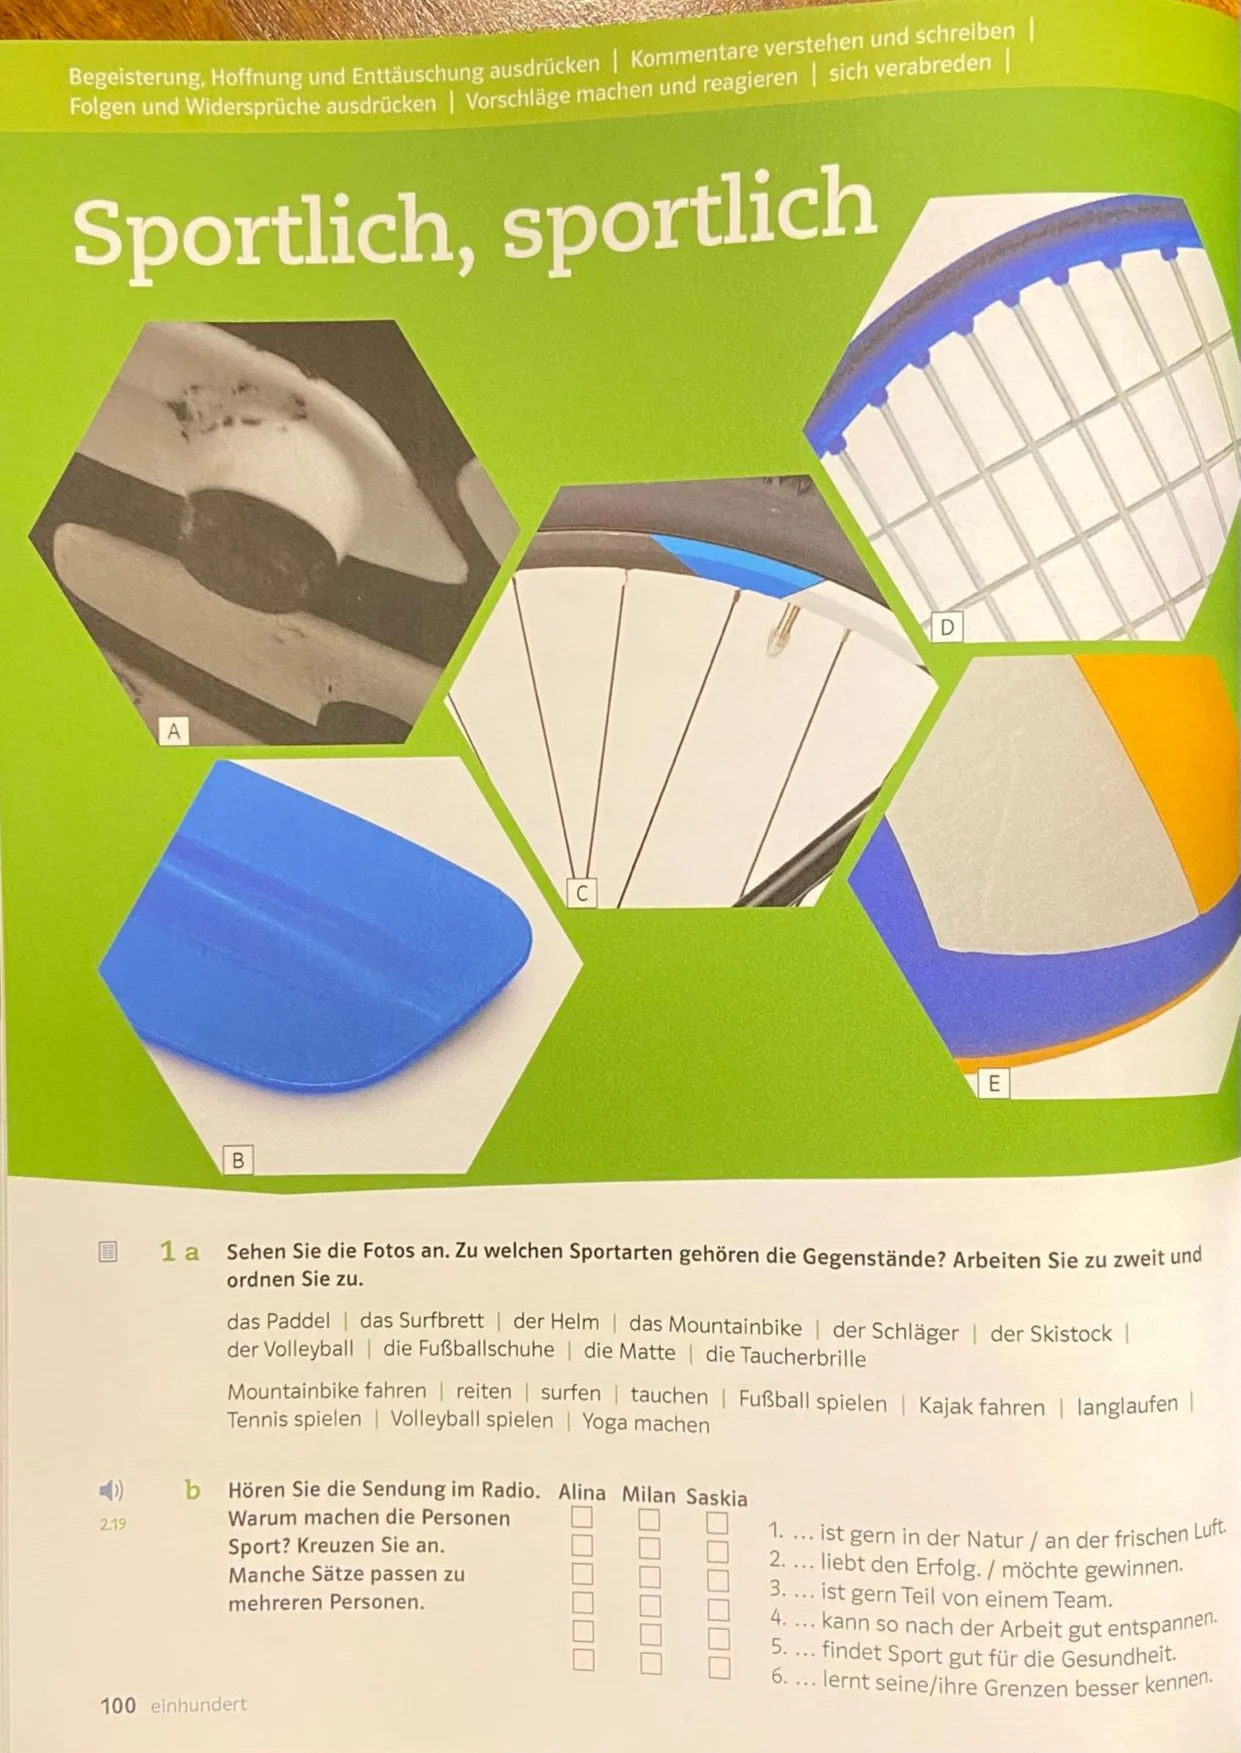 Begeisterung, Hoffnung und Enttäuschung ausdrücken | Kommentare verstehen und schreiben |
Folgen und Widersprüche ausdrücken | Vorschläge machen und reagieren | sich verabreden |
Sportlich, sportlich
D
A
C
E
B
1 a Sehen Sie die Fotos an. Zu welchen Sportarten gehören die Gegenstände? Arbeiten Sie zu zweit und
ordnen Sie zu.
das Paddel | das Surfbrett | der Helm | das Mountainbike | der Schläger | der Skistock |
der Volleyball | die Fußballschuhe | die Matte | die Taucherbrille
Mountainbike fahren | reiten | surfen | tauchen | Fußball spielen | Kajak fahren | langlaufen |
Tennis spielen | Volleyball spielen | Yoga machen
b Hören Sie die Sendung im Radio.
Warum machen die Personen
Sport? Kreuzen Sie an.
Manche Sätze passen zu
mehreren Personen.
2.19
Alina Milan Saskia
1. ... ist gern in der Natur / an der frischen Luft.
2. ... liebt den Erfolg. / möchte gewinnen.
3. ... ist gern Teil von einem Team.
4. ... kann so nach der Arbeit gut entspannen.
5. ... findet Sport gut für die Gesundheit.
6. ... lernt seine/ihre Grenzen besser kennen.
100 einhundert